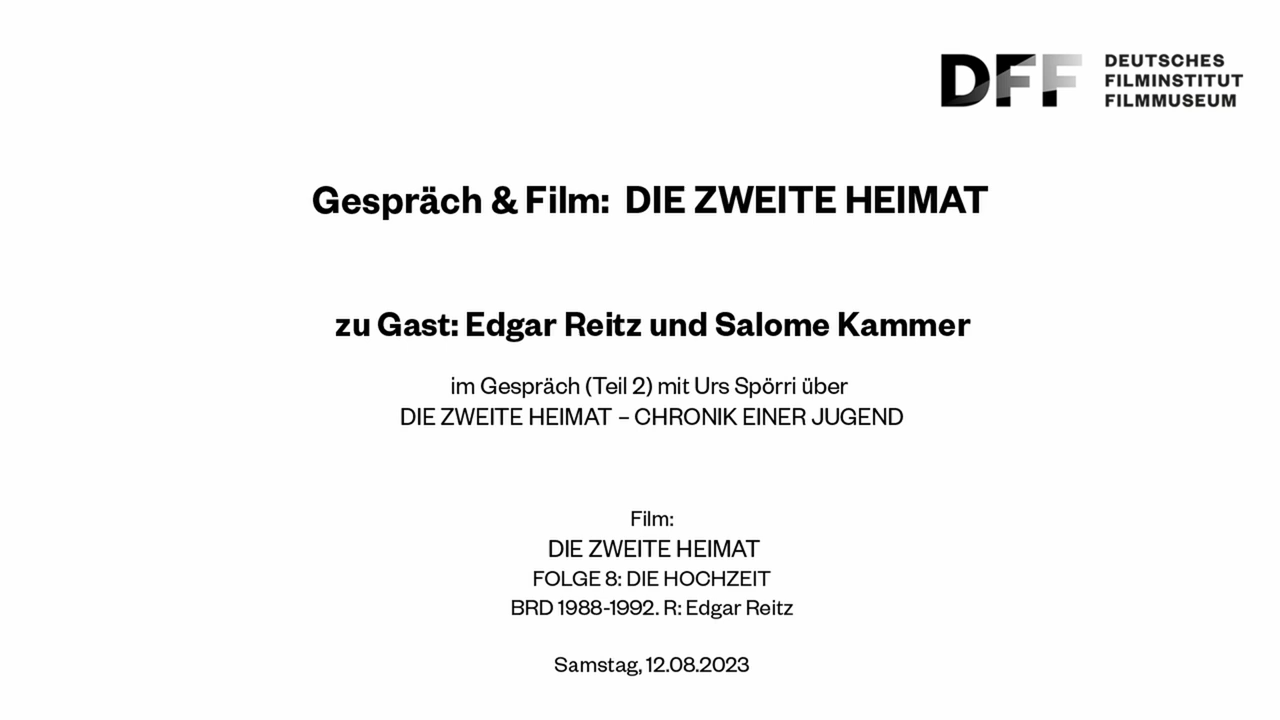 DFF DEUTSCHES
FILMINSTITUT
FILMMUSEUM
Gespräch & Film: DIE ZWEITE HEIMAT
zu Gast: Edgar Reitz und Salome Kammer
im Gespräch (Teil 2) mit Urs Spörri über
DIE ZWEITE HEIMAT – CHRONIK EINER JUGEND
Film:
DIE ZWEITE HEIMAT
FOLGE 8: DIE HOCHZEIT
BRD 1988-1992. R: Edgar Reitz
Samstag, 12.08.2023